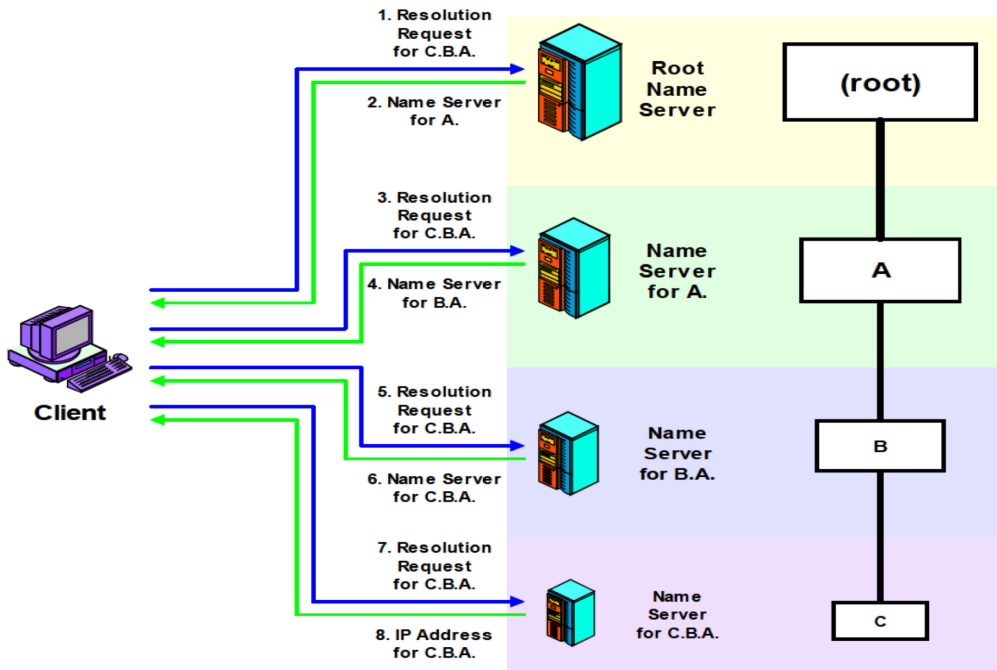 1. Resolution
Request
for C.B.A.
2. Name Server
for A.
Root
Name
Server
(root)
3. Resolution
Request
for C.B.A.
4. Name Server
for B.A.
Name
Server
for A.
A
Client
5. Resolution
Request
for C.B.A.
6. Name Server
for C.B.A.
Name
Server
for B.A.
B
7. Resolution
Request
for C.B.A.
8. IP Address
for C.B.A.
Name
Server
for C.B.A.
C